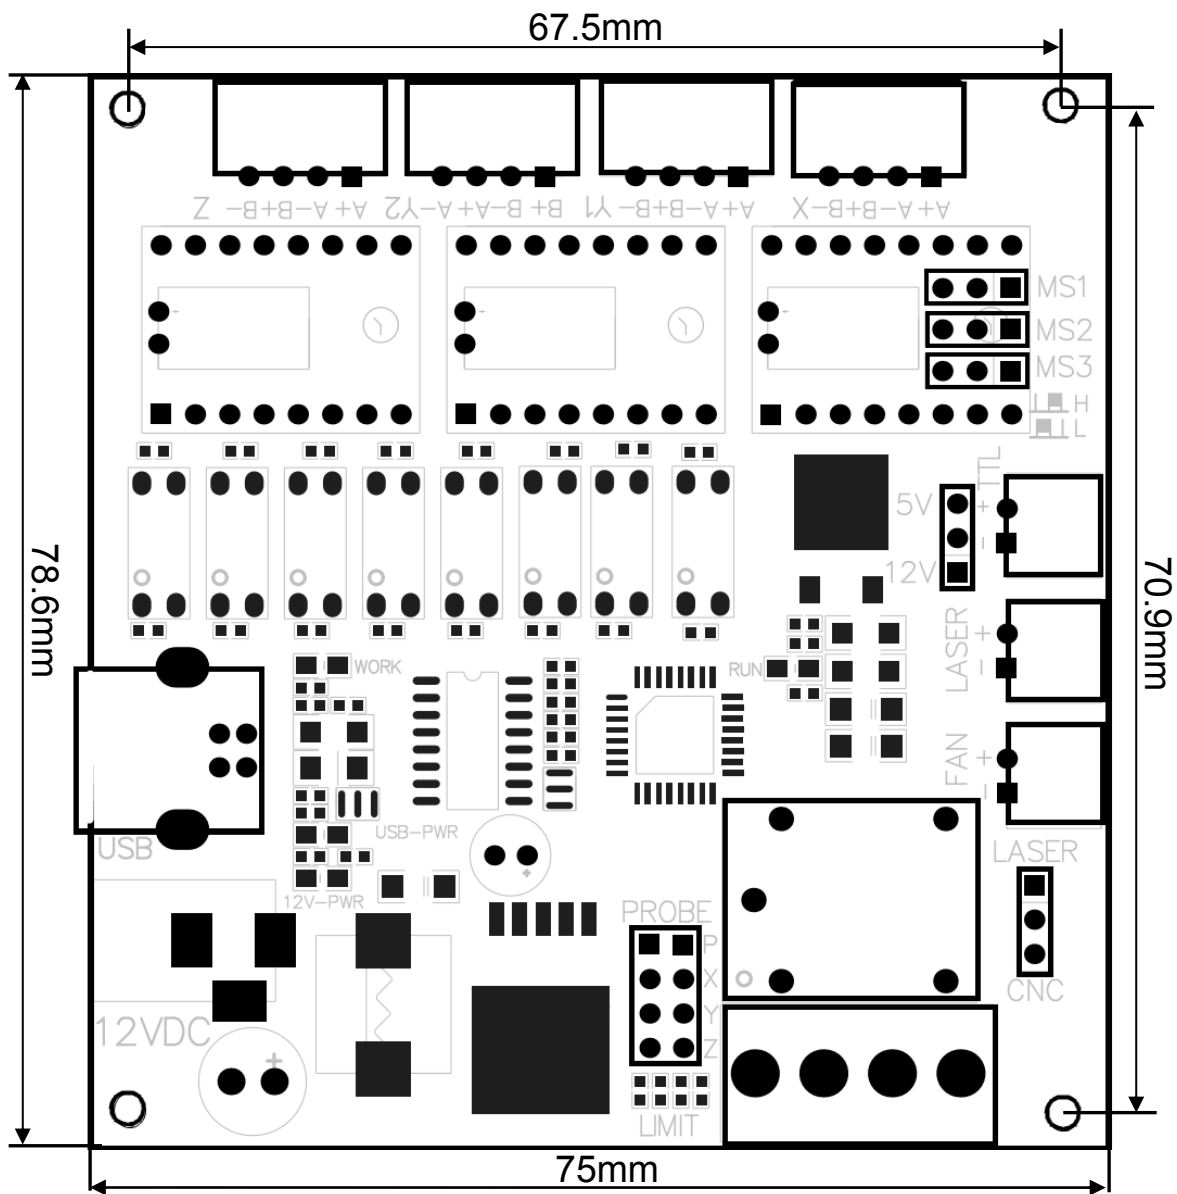 67.5mm
A+ A-B+B-X
A+A-B+B- Y1
B+ B-A+A-Y2
A+ A-B+B- Z
MS1
MS2
MS3
H
L
TTL
5V
+
-
12V
78.6mm
70.9mm
LASER
+
-
WORK
RUN
FAN
+
-
USB-PWR
USB
+
LASER
12V-PWR
PROBE
P
X
Y
Z
CNC
12VDC
+
LIMIT
75mm